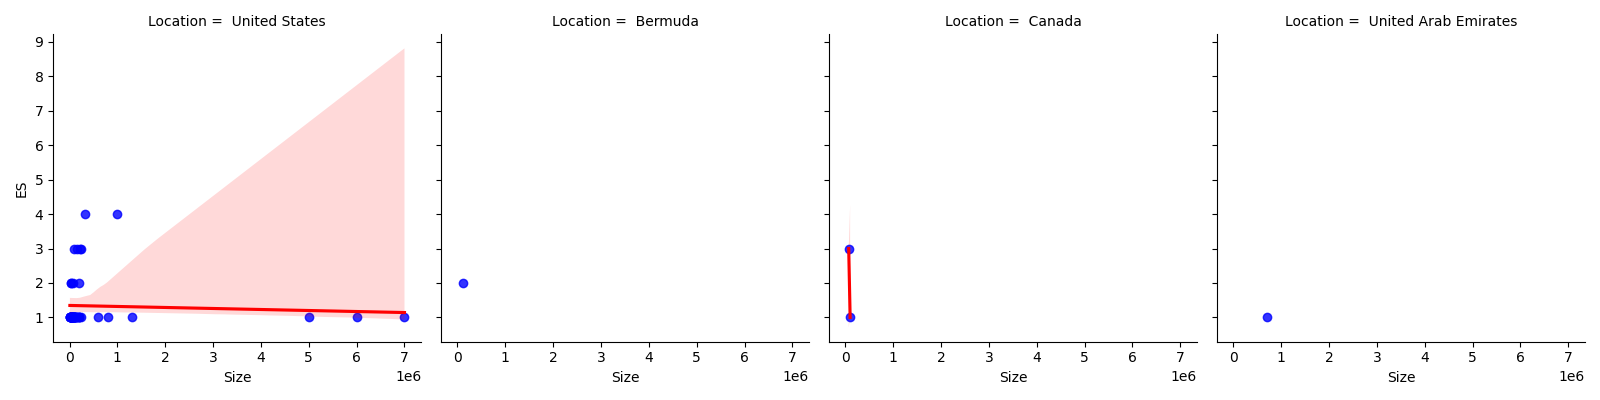 Location =  United States
Location =  Bermuda
Location =  Canada
Location =  United Arab Emirates
ES
9
8
7
6
5
4
3
2
1
0 1 2 3 4 5 6 7
1e6
Size
0 1 2 3 4 5 6 7
1e6
Size
0 1 2 3 4 5 6 7
1e6
Size
0 1 2 3 4 5 6 7
1e6
Size